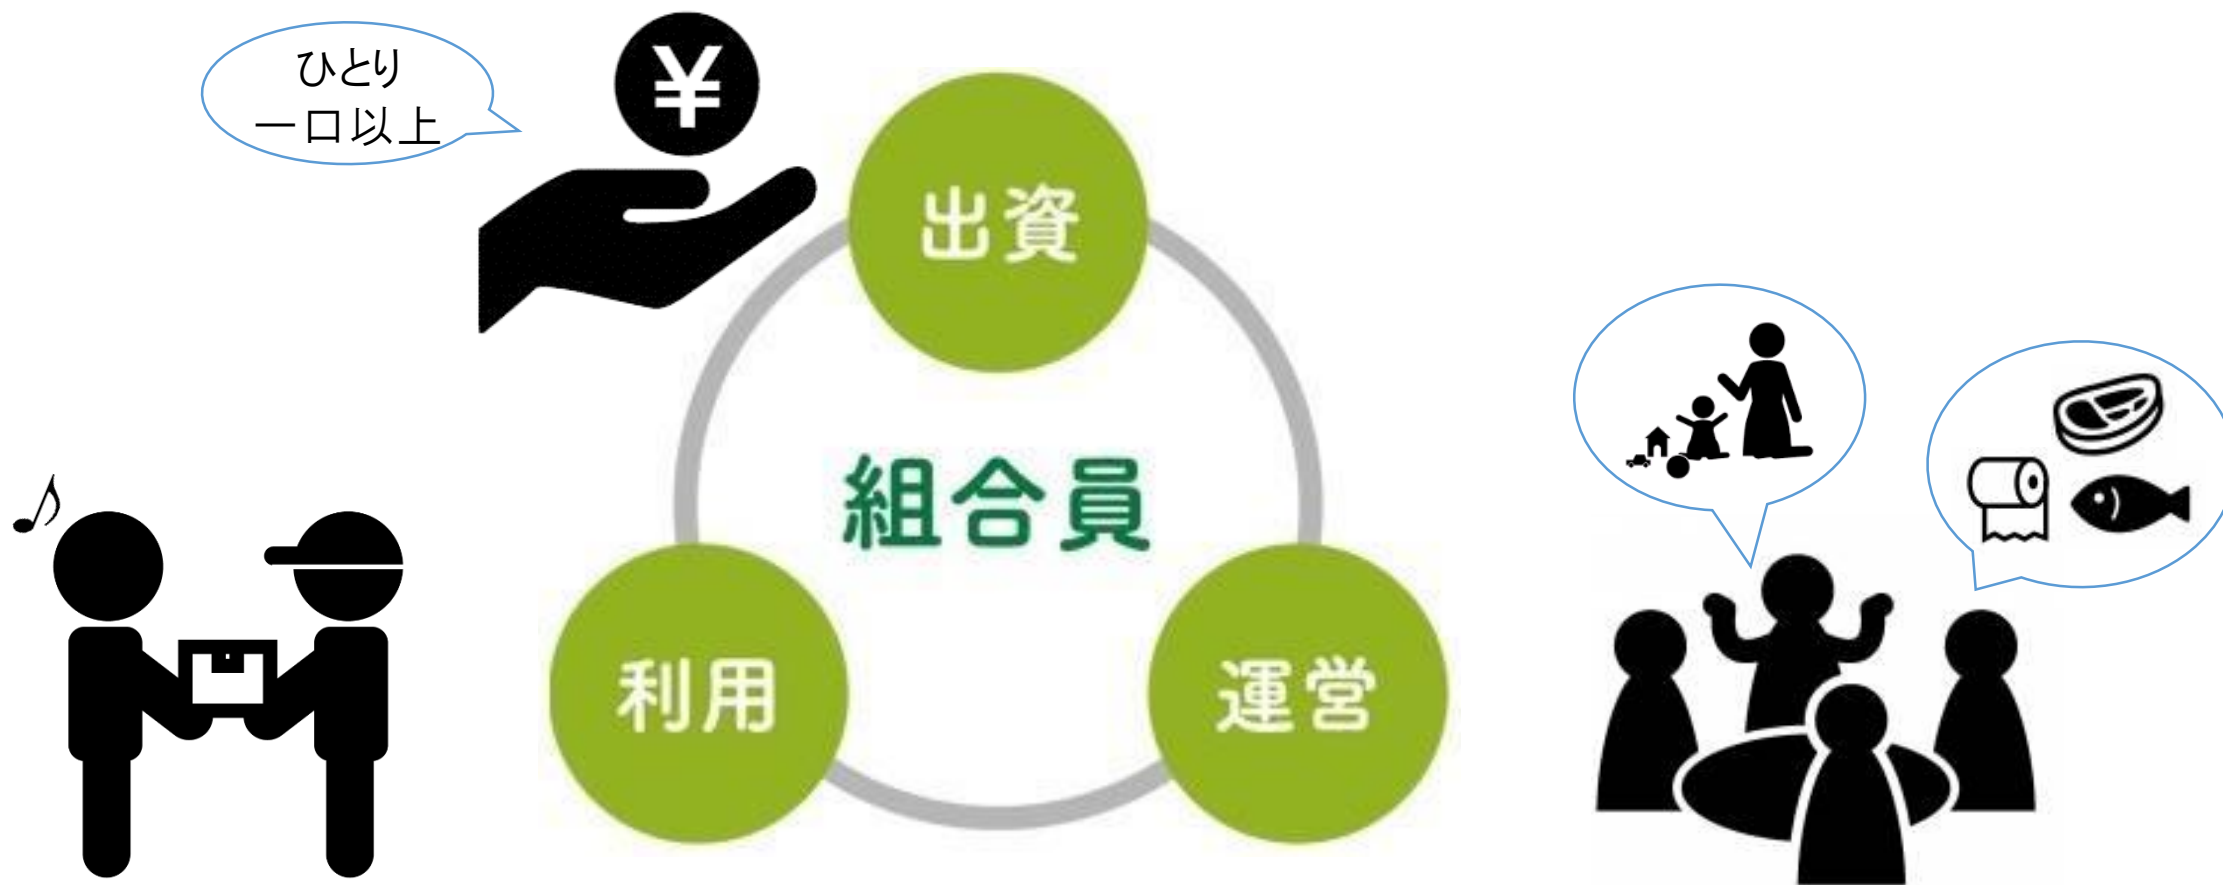 ひとり
一口以上
¥
出資
組合員
利用
運営